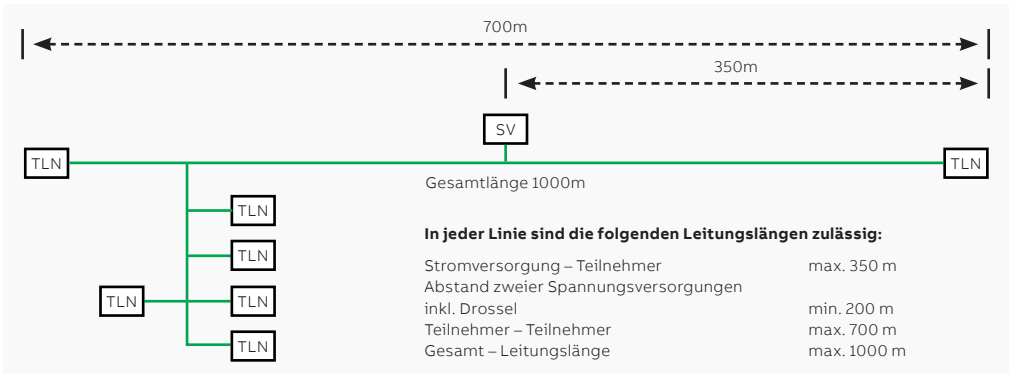 700m
350m
SV
TLN
TLN
Gesamtlänge 1000m
TLN
TLN
TLN
TLN
TLN
In jeder Linie sind die folgenden Leitungslängen zulässig:
Stromversorgung – Teilnehmer max. 350 m
Abstand zweier Spannungsversorgungen
inkl. Drossel min. 200 m
Teilnehmer – Teilnehmer max. 700 m
Gesamt – Leitungslänge max. 1000 m